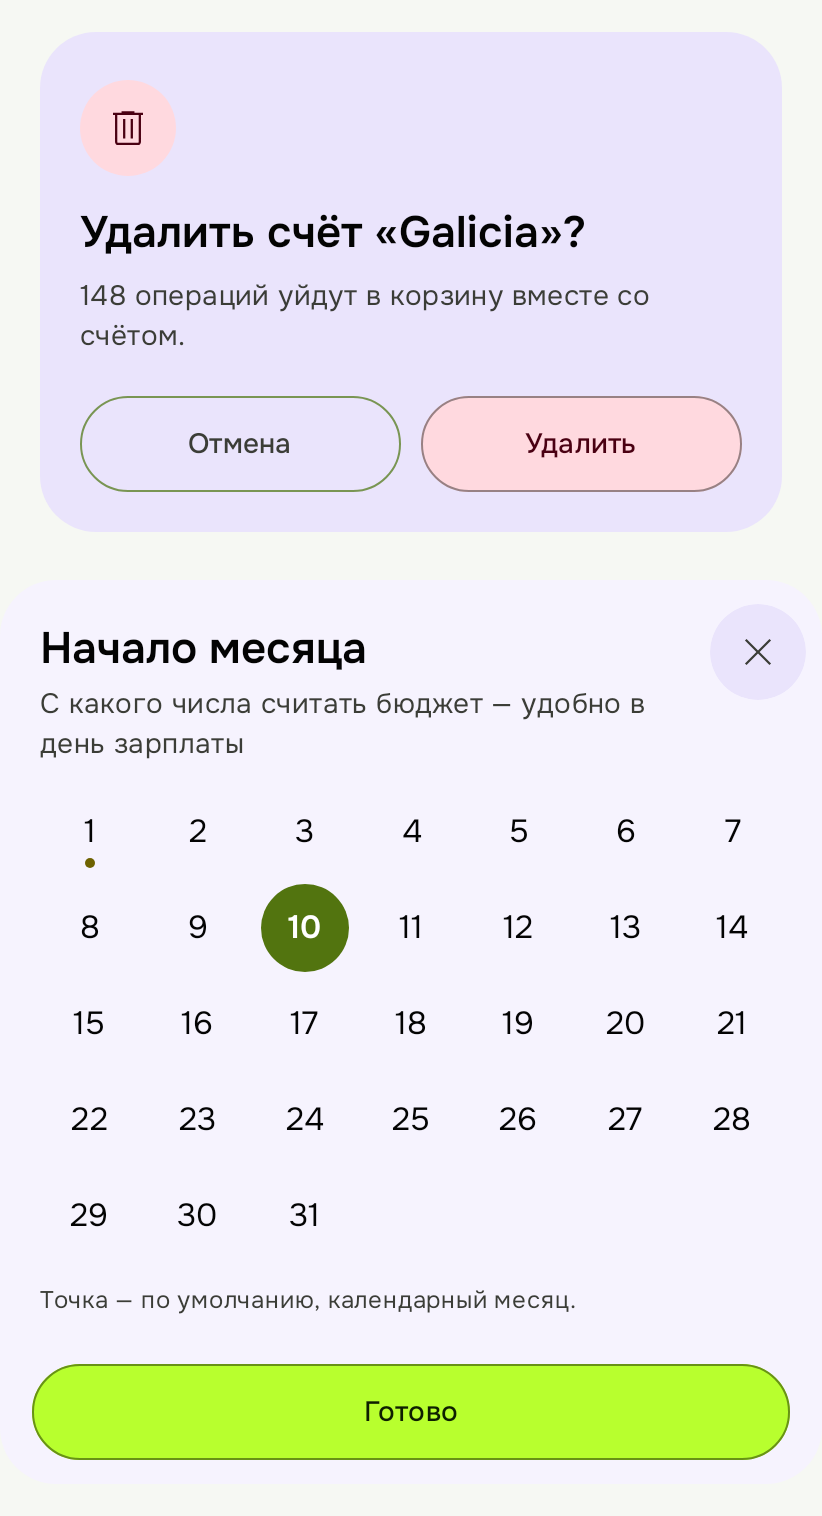 Удалить счёт «Galicia»?
148 операций уйдут в корзину вместе со
счётом.
Отмена Удалить
Начало месяца
С какого числа считать бюджет — удобно в
день зарплаты
1 2 3 4 5 6 7
8 9 10 11 12 13 14
15 16 17 18 19 20 21
22 23 24 25 26 27 28
29 30 31
Точка — по умолчанию, календарный месяц.
Готово